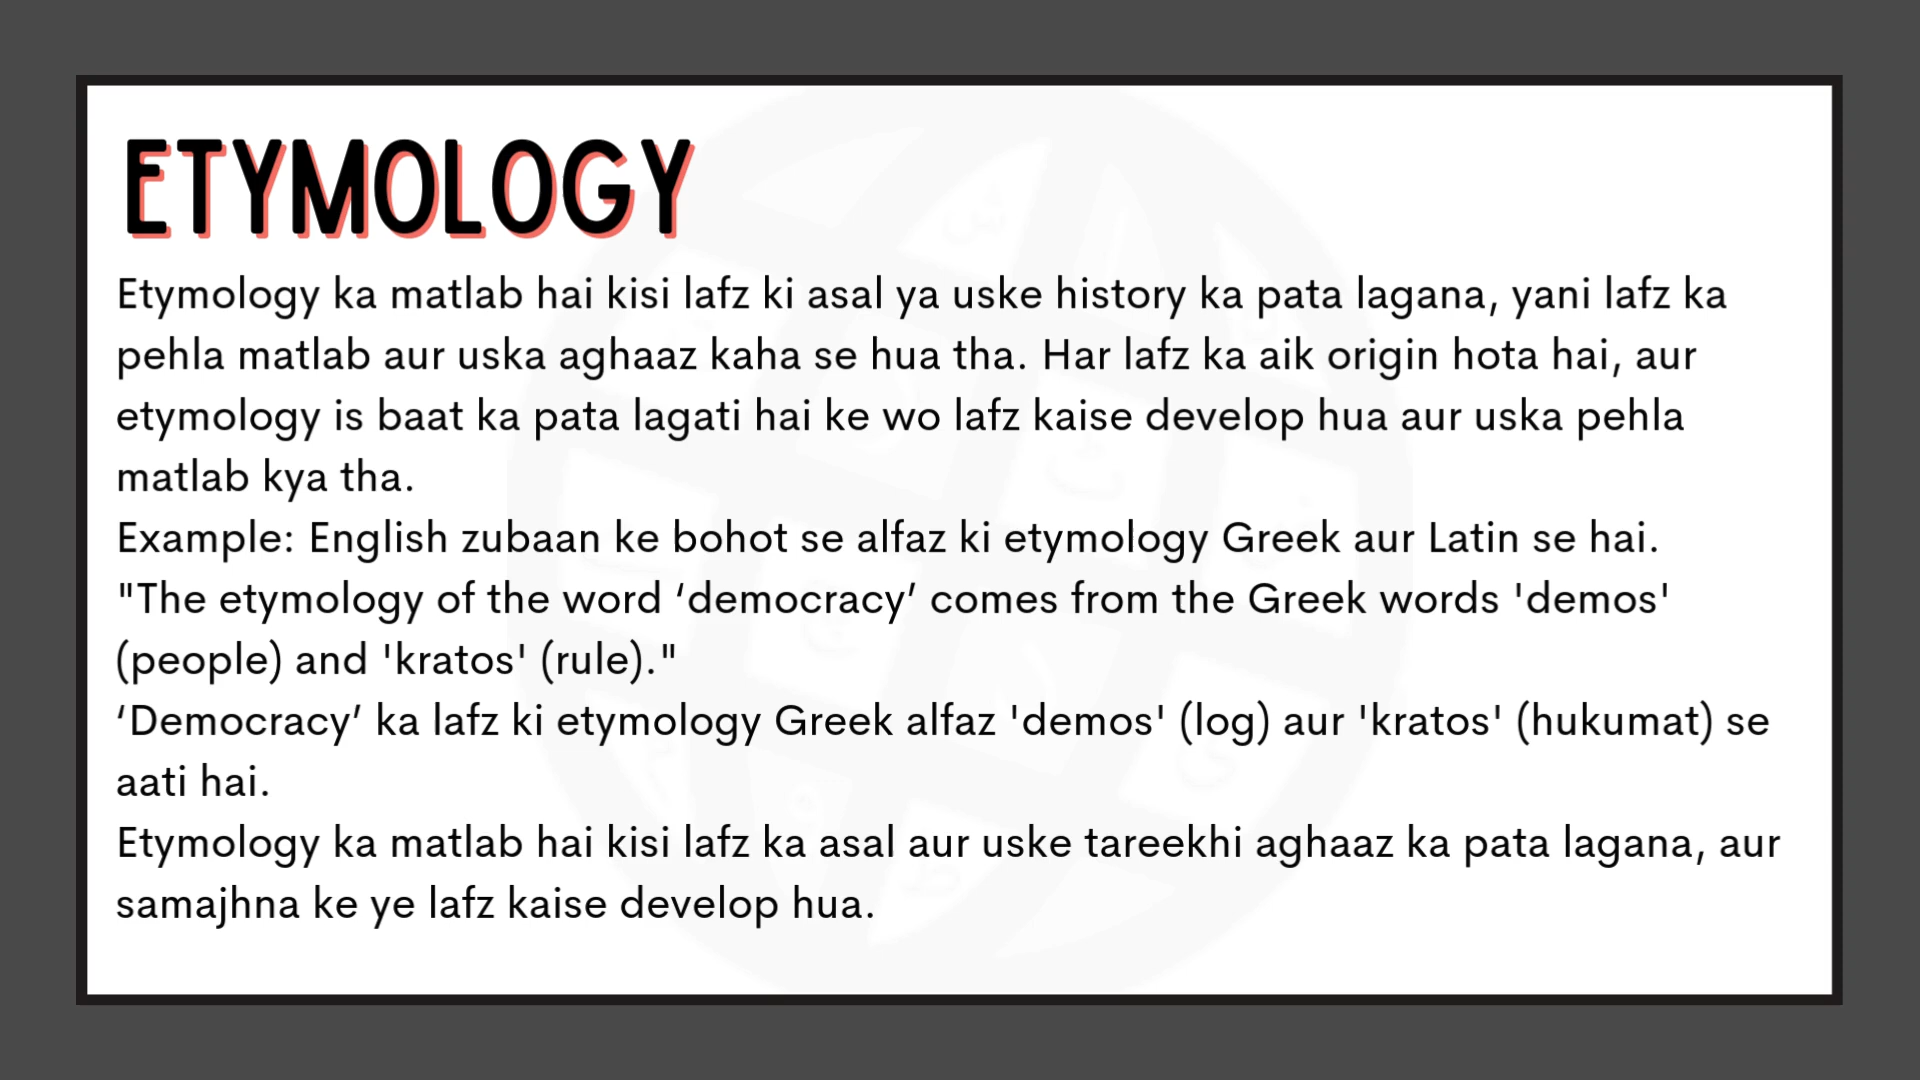 ETYMOLOGY
Etymology ka matlab hai kisi lafz ki asal ya uske history ka pata lagana, yani lafz ka
pehla matlab aur uska aghaaz kaha se hua tha. Har lafz ka aik origin hota hai, aur
etymology is baat ka pata lagati hai ke wo lafz kaise develop hua aur uska pehla
matlab kya tha.
Example: English zubaan ke bohot se alfaz ki etymology Greek aur Latin se hai.
"The etymology of the word ‘democracy’ comes from the Greek words 'demos'
(people) and 'kratos' (rule)."
‘Democracy’ ka lafz ki etymology Greek alfaz 'demos' (log) aur 'kratos' (hukumat) se
aati hai.
Etymology ka matlab hai kisi lafz ka asal aur uske tareekhi aghaaz ka pata lagana, aur
samajhna ke ye lafz kaise develop hua.